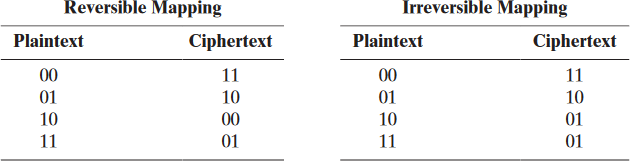 Reversible Mapping Irreversible Mapping
Plaintext Ciphertext Plaintext Ciphertext
00 11 00 11
01 10 01 10
10 00 10 01
11 01 11 01